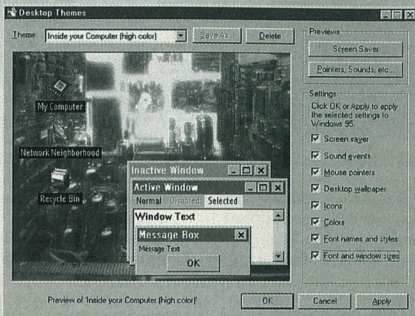 Desktop Themes
Theme: Inside your Computer (high color)
Save As...
Delete
Previews
Screen Saver
Pointers, Sounds, etc...
Settings
Click OK or Apply to apply
the selected settings to
Windows 95.
Screen saver
Sound events
Mouse pointers
Desktop wallpaper
Icons
Colors
Font names and styles
Font and window sizes
My Computer
Network Neighborhood
Recycle Bin
Inactive Window
Active Window
Normal Disabled Selected
Window Text
Message Box
Message Text
OK
Preview of 'Inside your Computer (high color)'
OK
Cancel
Apply